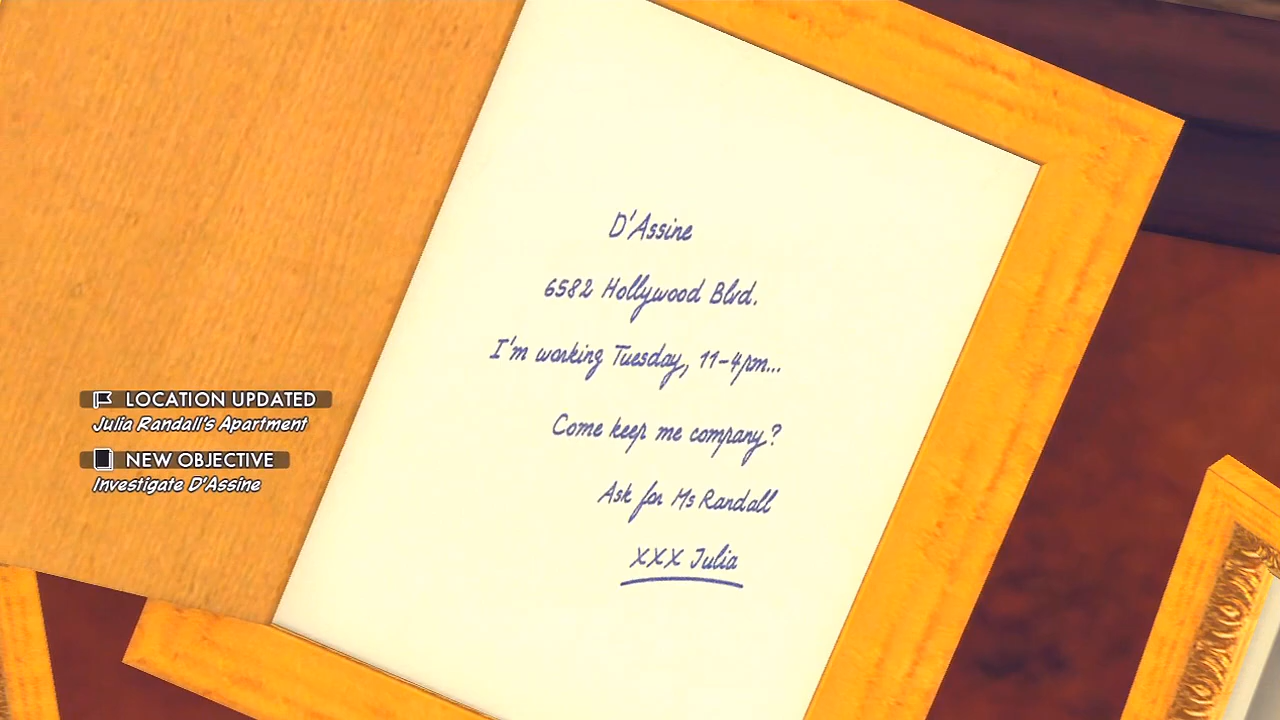 D'Assine
6582 Hollywood Blvd.
I'm working Tuesday, 11-4pm...
Come keep me company?
Ask for Ms Randall
XXX Julia
LOCATION UPDATED
Julia Randall's Apartment
NEW OBJECTIVE
Investigate D'Assine